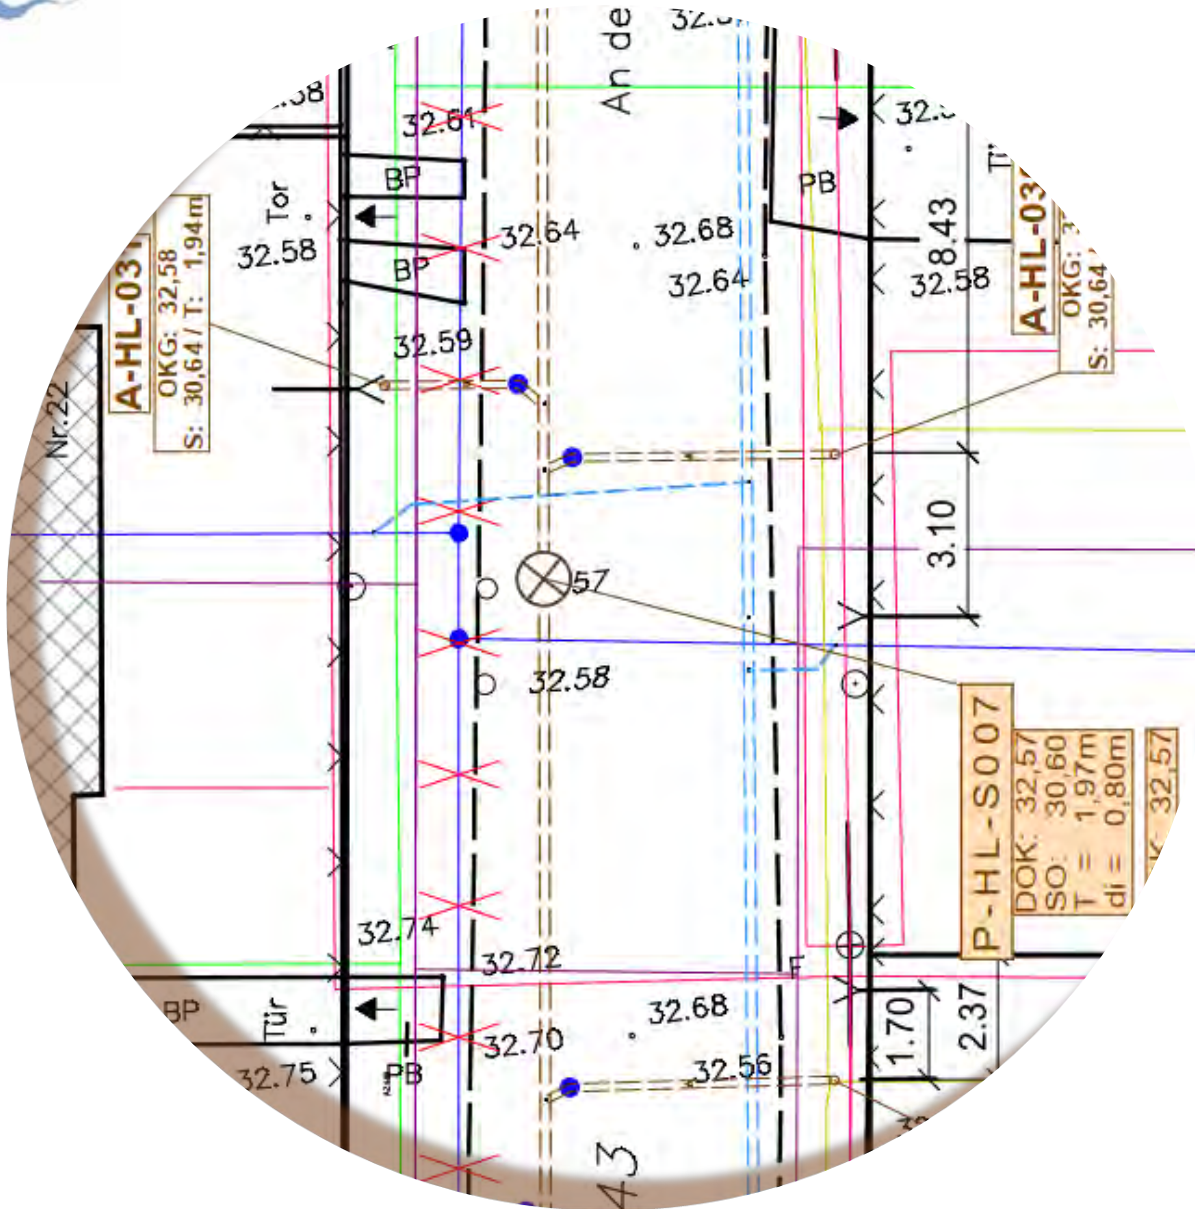 An de
32.61
BP
Tor
32.58
32.64
32.68
32.64
PB
8.43
32.58
BP
32.59
OKG: 32,58
S: 30,64 / T: 1,94m
S: 30,64
Nr.22
3.10
57
32.58
P-HL-S007
DOK: 32,57
SO: 30,60
T = 1,97m
di = 0,80m
32,57
32.74
32.72
F
BP
Tür
32.68
32.70
1.70
2.37
32.75
PB
32.56
43